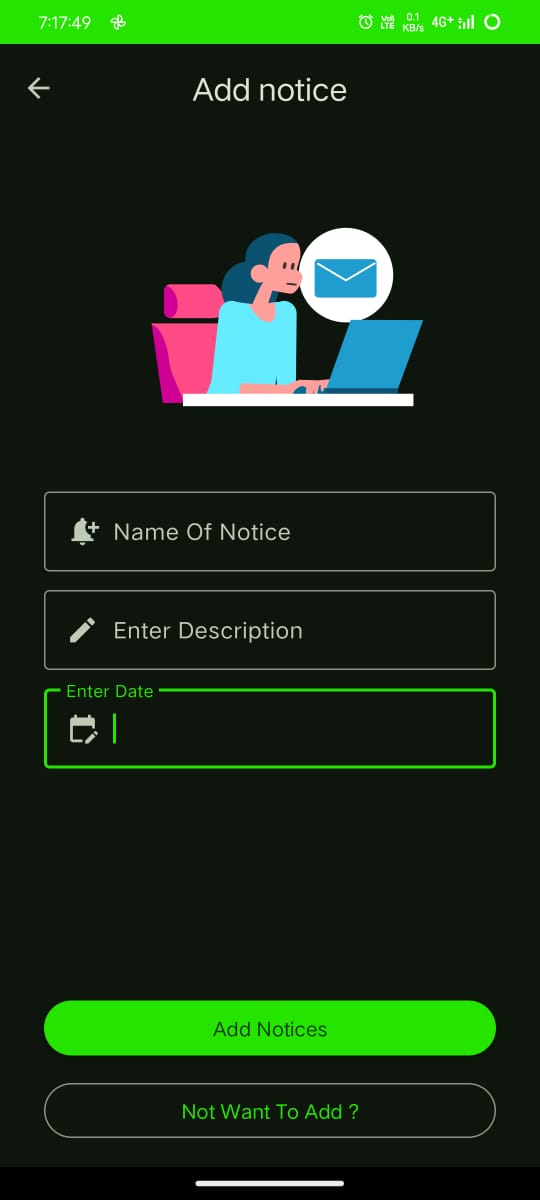 7:17:49 Vo) LTE 0.1 KB/s 4G+
Add notice
Name Of Notice
Enter Description
Enter Date
Add Notices
Not Want To Add ?